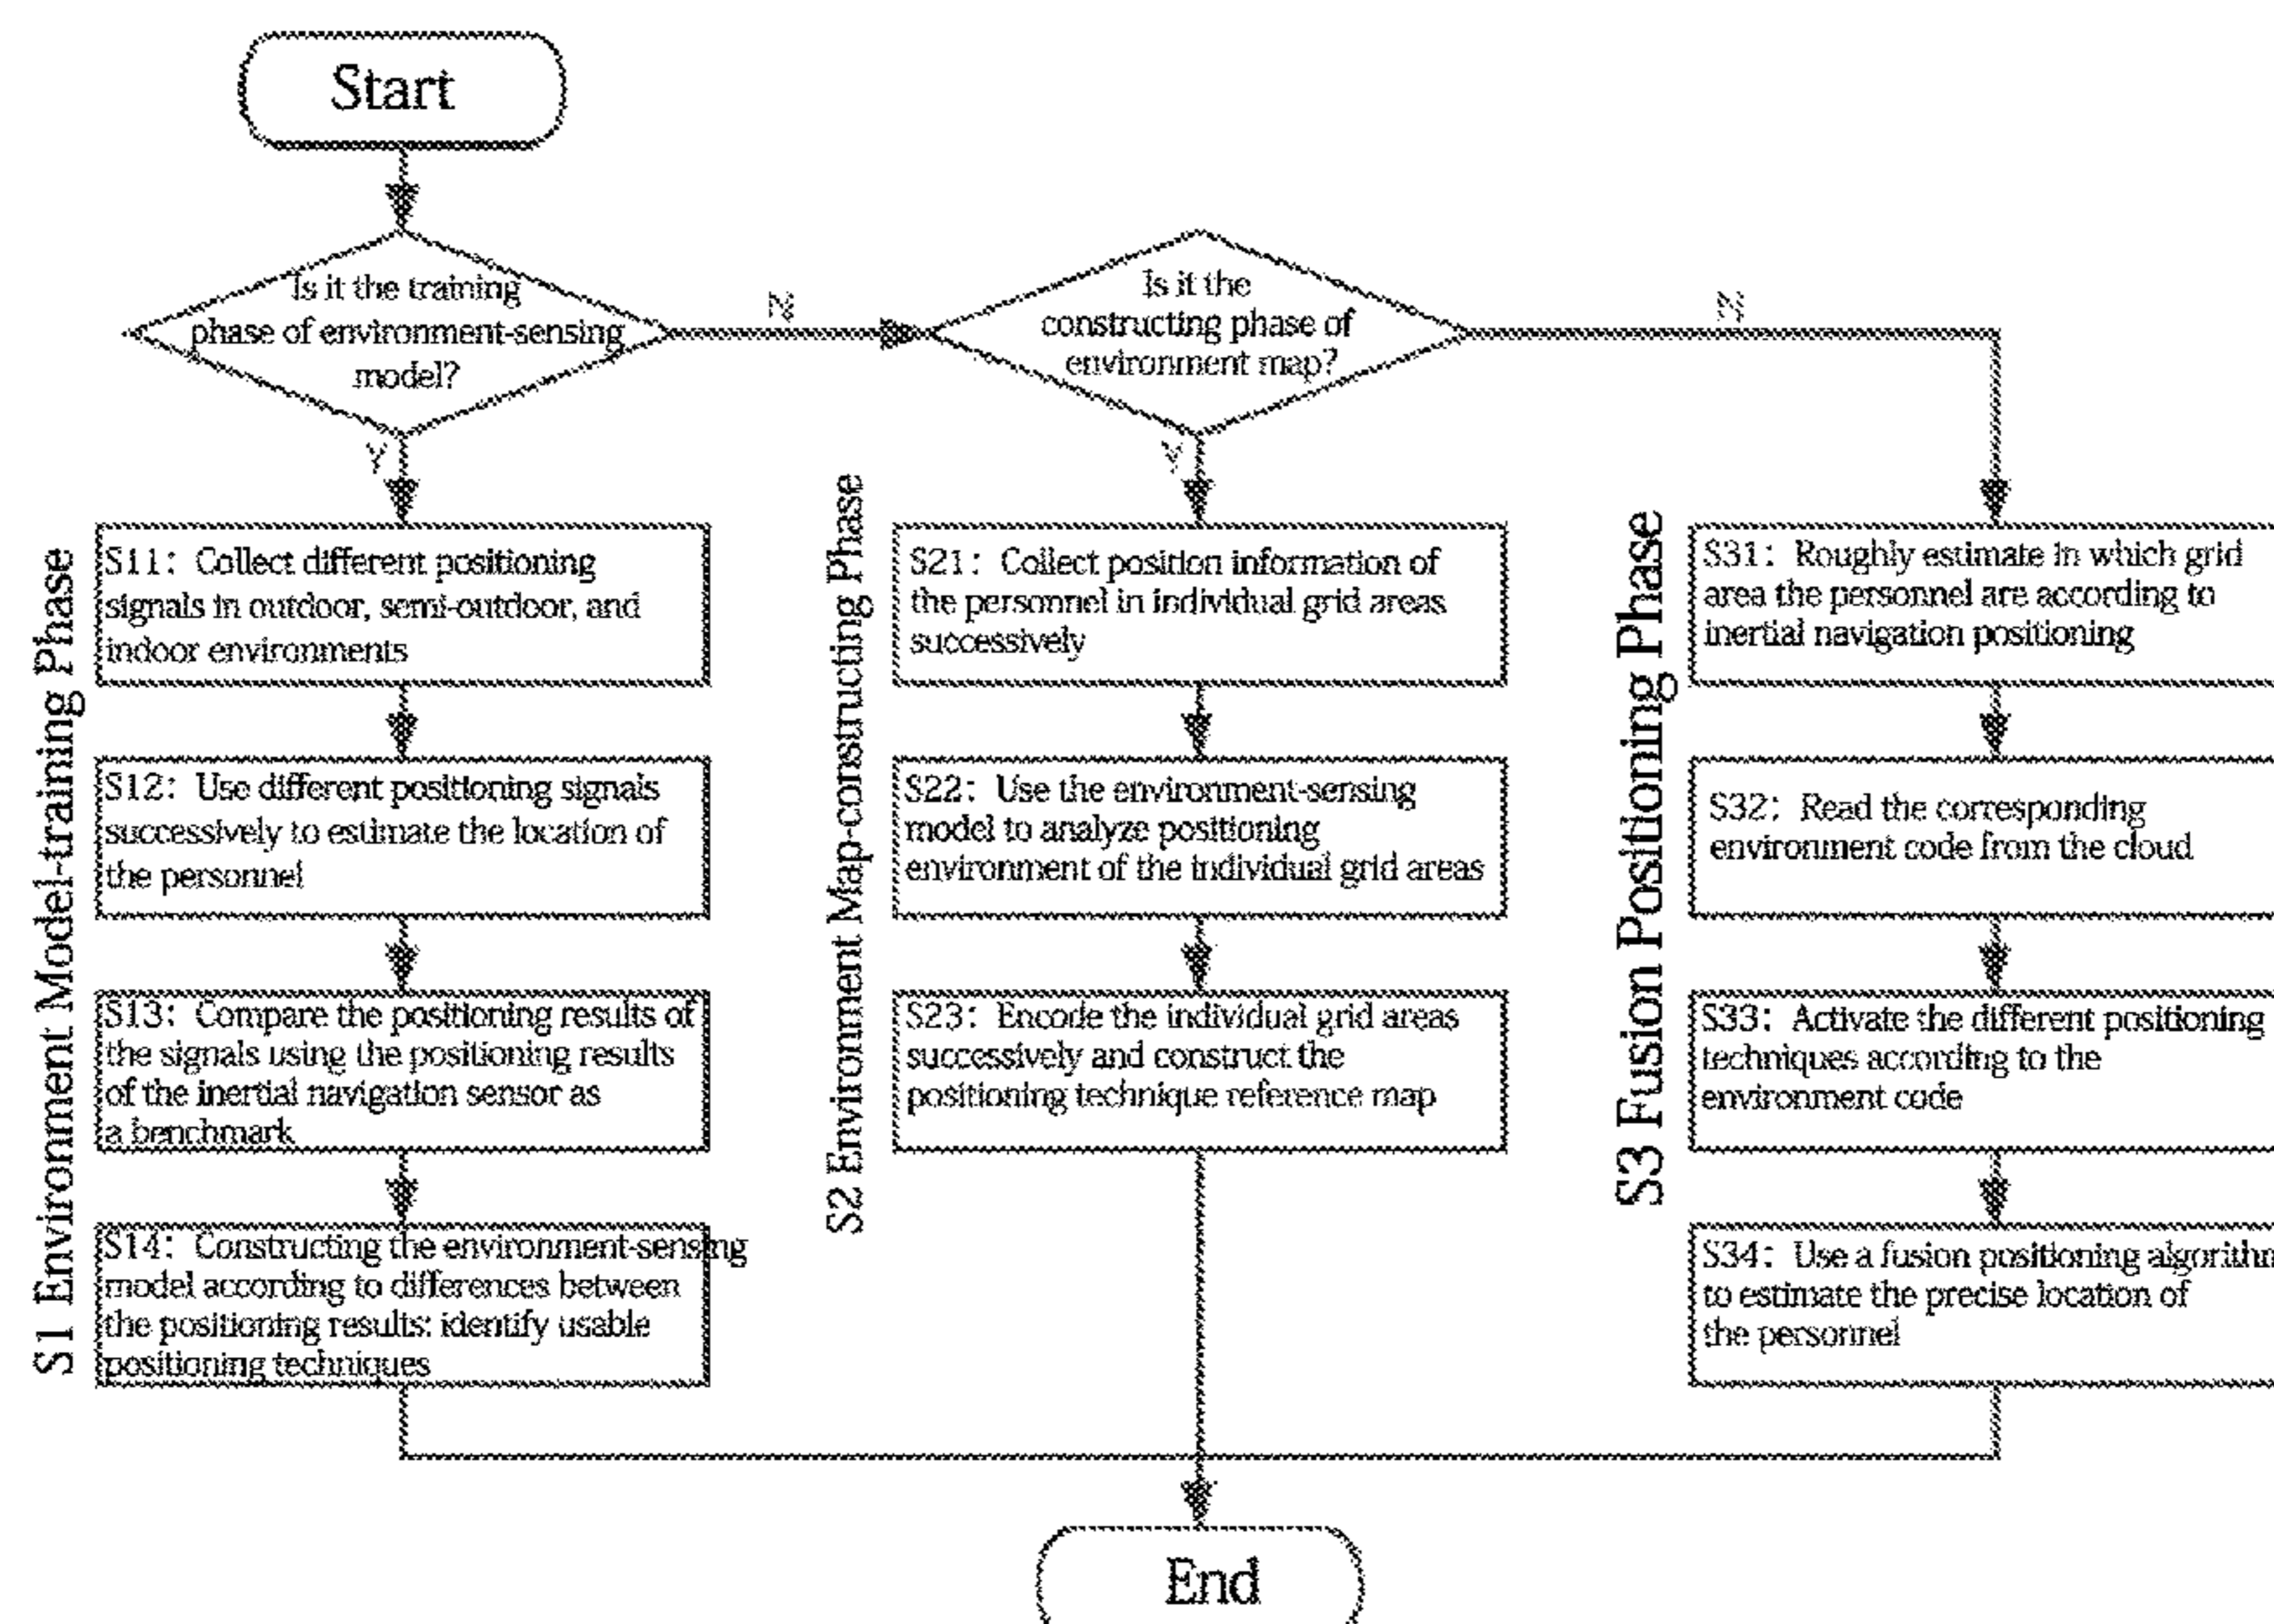 Start
Is it the training
phase of environment-sensing
model?
N
Is it the
constructing phase of
environment map?
N
Y
Y
S1 Environment Model-training Phase
S11: Collect different positioning
signals in outdoor, semi-outdoor, and
indoor environments
S12: Use different positioning signals
successively to estimate the location of
the personnel
S13: Compare the positioning results of
the signals using the positioning results
of the inertial navigation sensor as
a benchmark
S14: Constructing the environment-sensing
model according to differences between
the positioning results: identify usable
positioning techniques
S2 Environment Map-constructing Phase
S21: Collect position information of
the personnel in individual grid areas
successively
S22: Use the environment-sensing
model to analyze positioning
environment of the individual grid areas
S23: Encode the individual grid areas
successively and construct the
positioning technique reference map
S3 Fusion Positioning Phase
S31: Roughly estimate in which grid
area the personnel are according to
inertial navigation positioning
S32: Read the corresponding
environment code from the cloud
S33: Activate the different positioning
techniques according to the
environment code
S34: Use a fusion positioning algorithm
to estimate the precise location of
the personnel
End